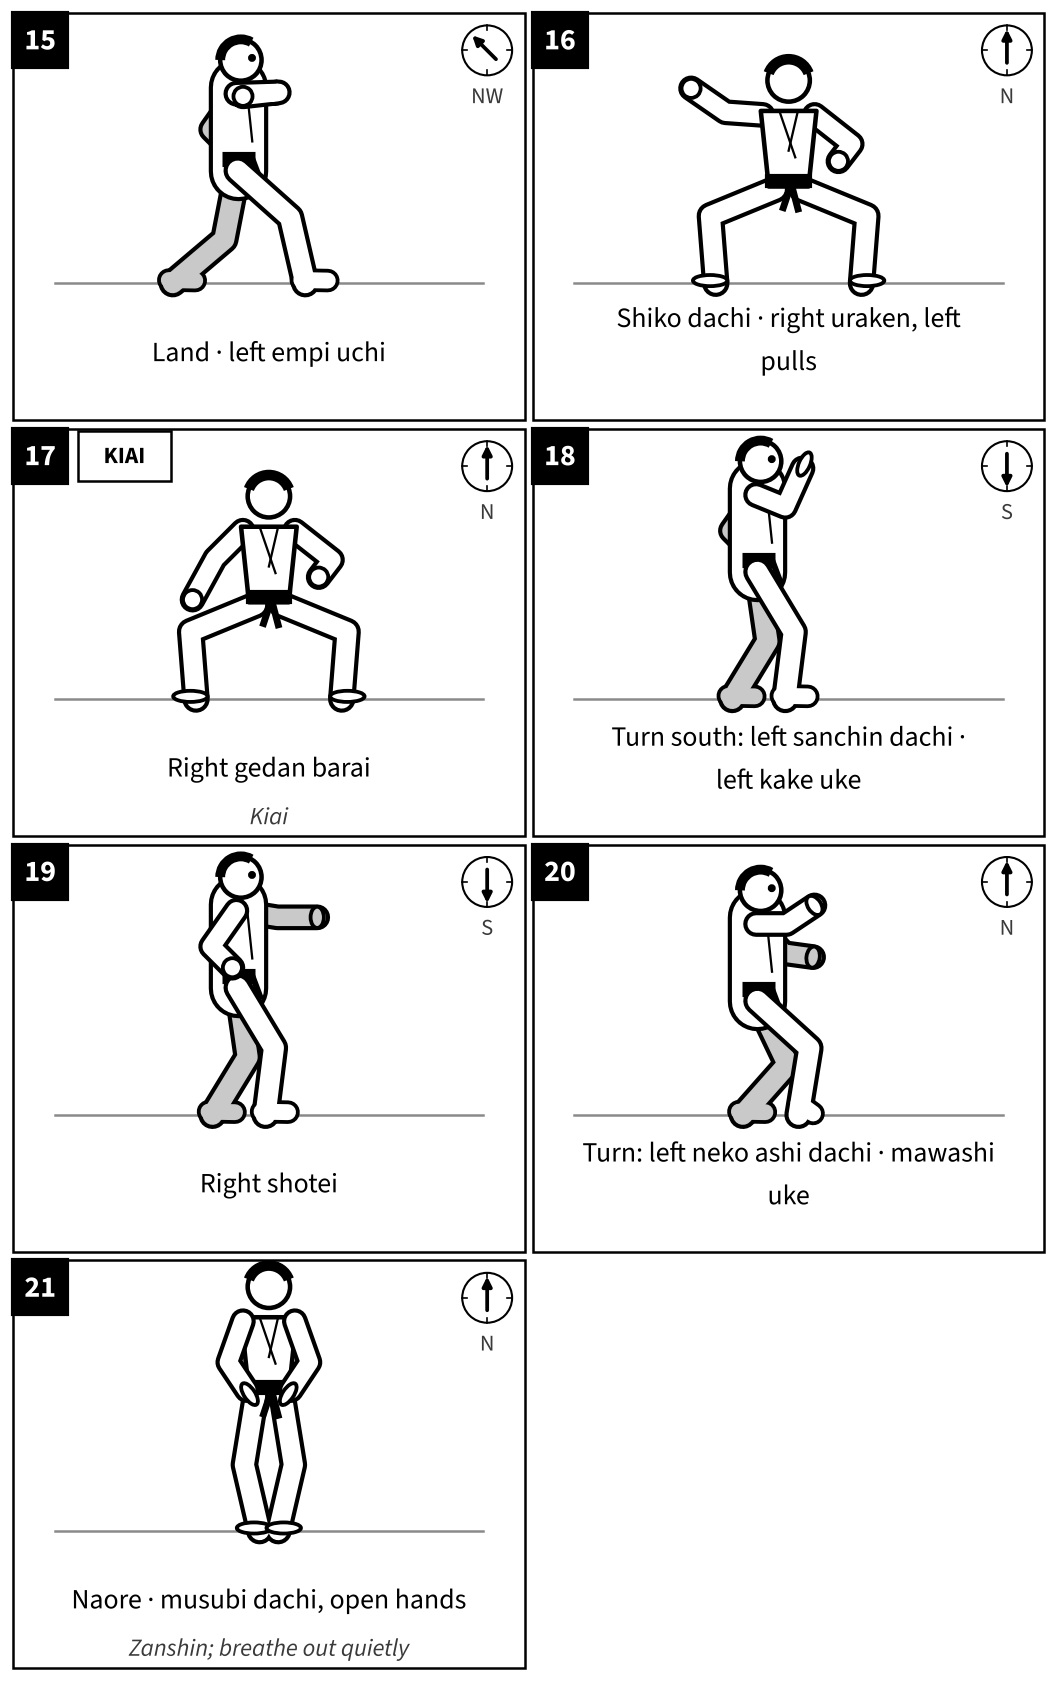 15
NW
Land · left empi uchi
16
N
Shiko dachi · right uraken, left
pulls
17
KIAI
N
Right gedan barai
Kiai
18
S
Turn south: left sanchin dachi ·
left kake uke
19
S
Right shotei
20
N
Turn: left neko ashi dachi · mawashi
uke
21
N
Naore · musubi dachi, open hands
Zanshin; breathe out quietly